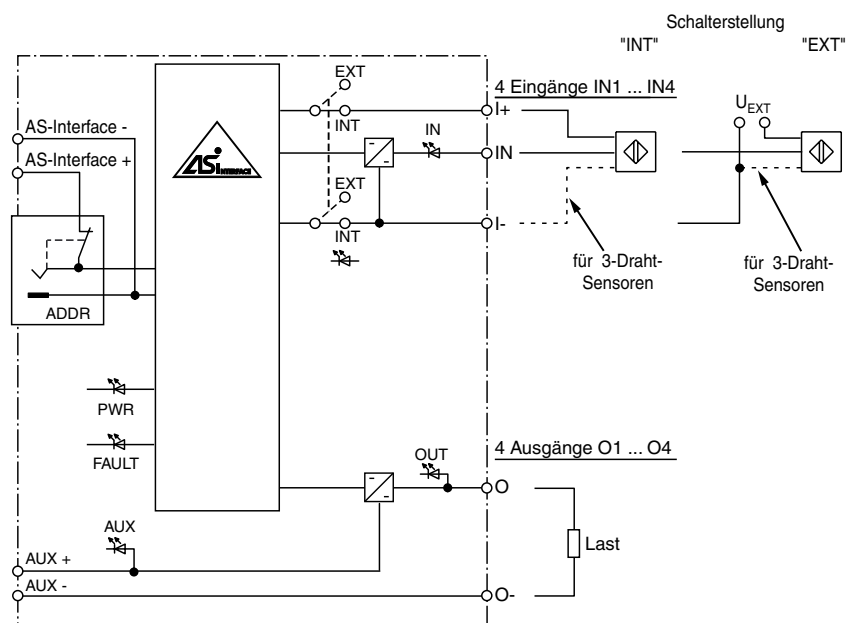 Schalterstellung
"INT"
"EXT"
EXT
4 Eingänge IN1 ... IN4
U EXT
I+
INT
IN
AS-Interface -
IN
AS-Interface +
ASi INTERFACE
EXT
I-
INT
für 3-Draht-
Sensoren
für 3-Draht-
Sensoren
ADDR
PWR
FAULT
OUT
4 Ausgänge O1 ... O4
O
AUX
Last
AUX +
AUX -
O-